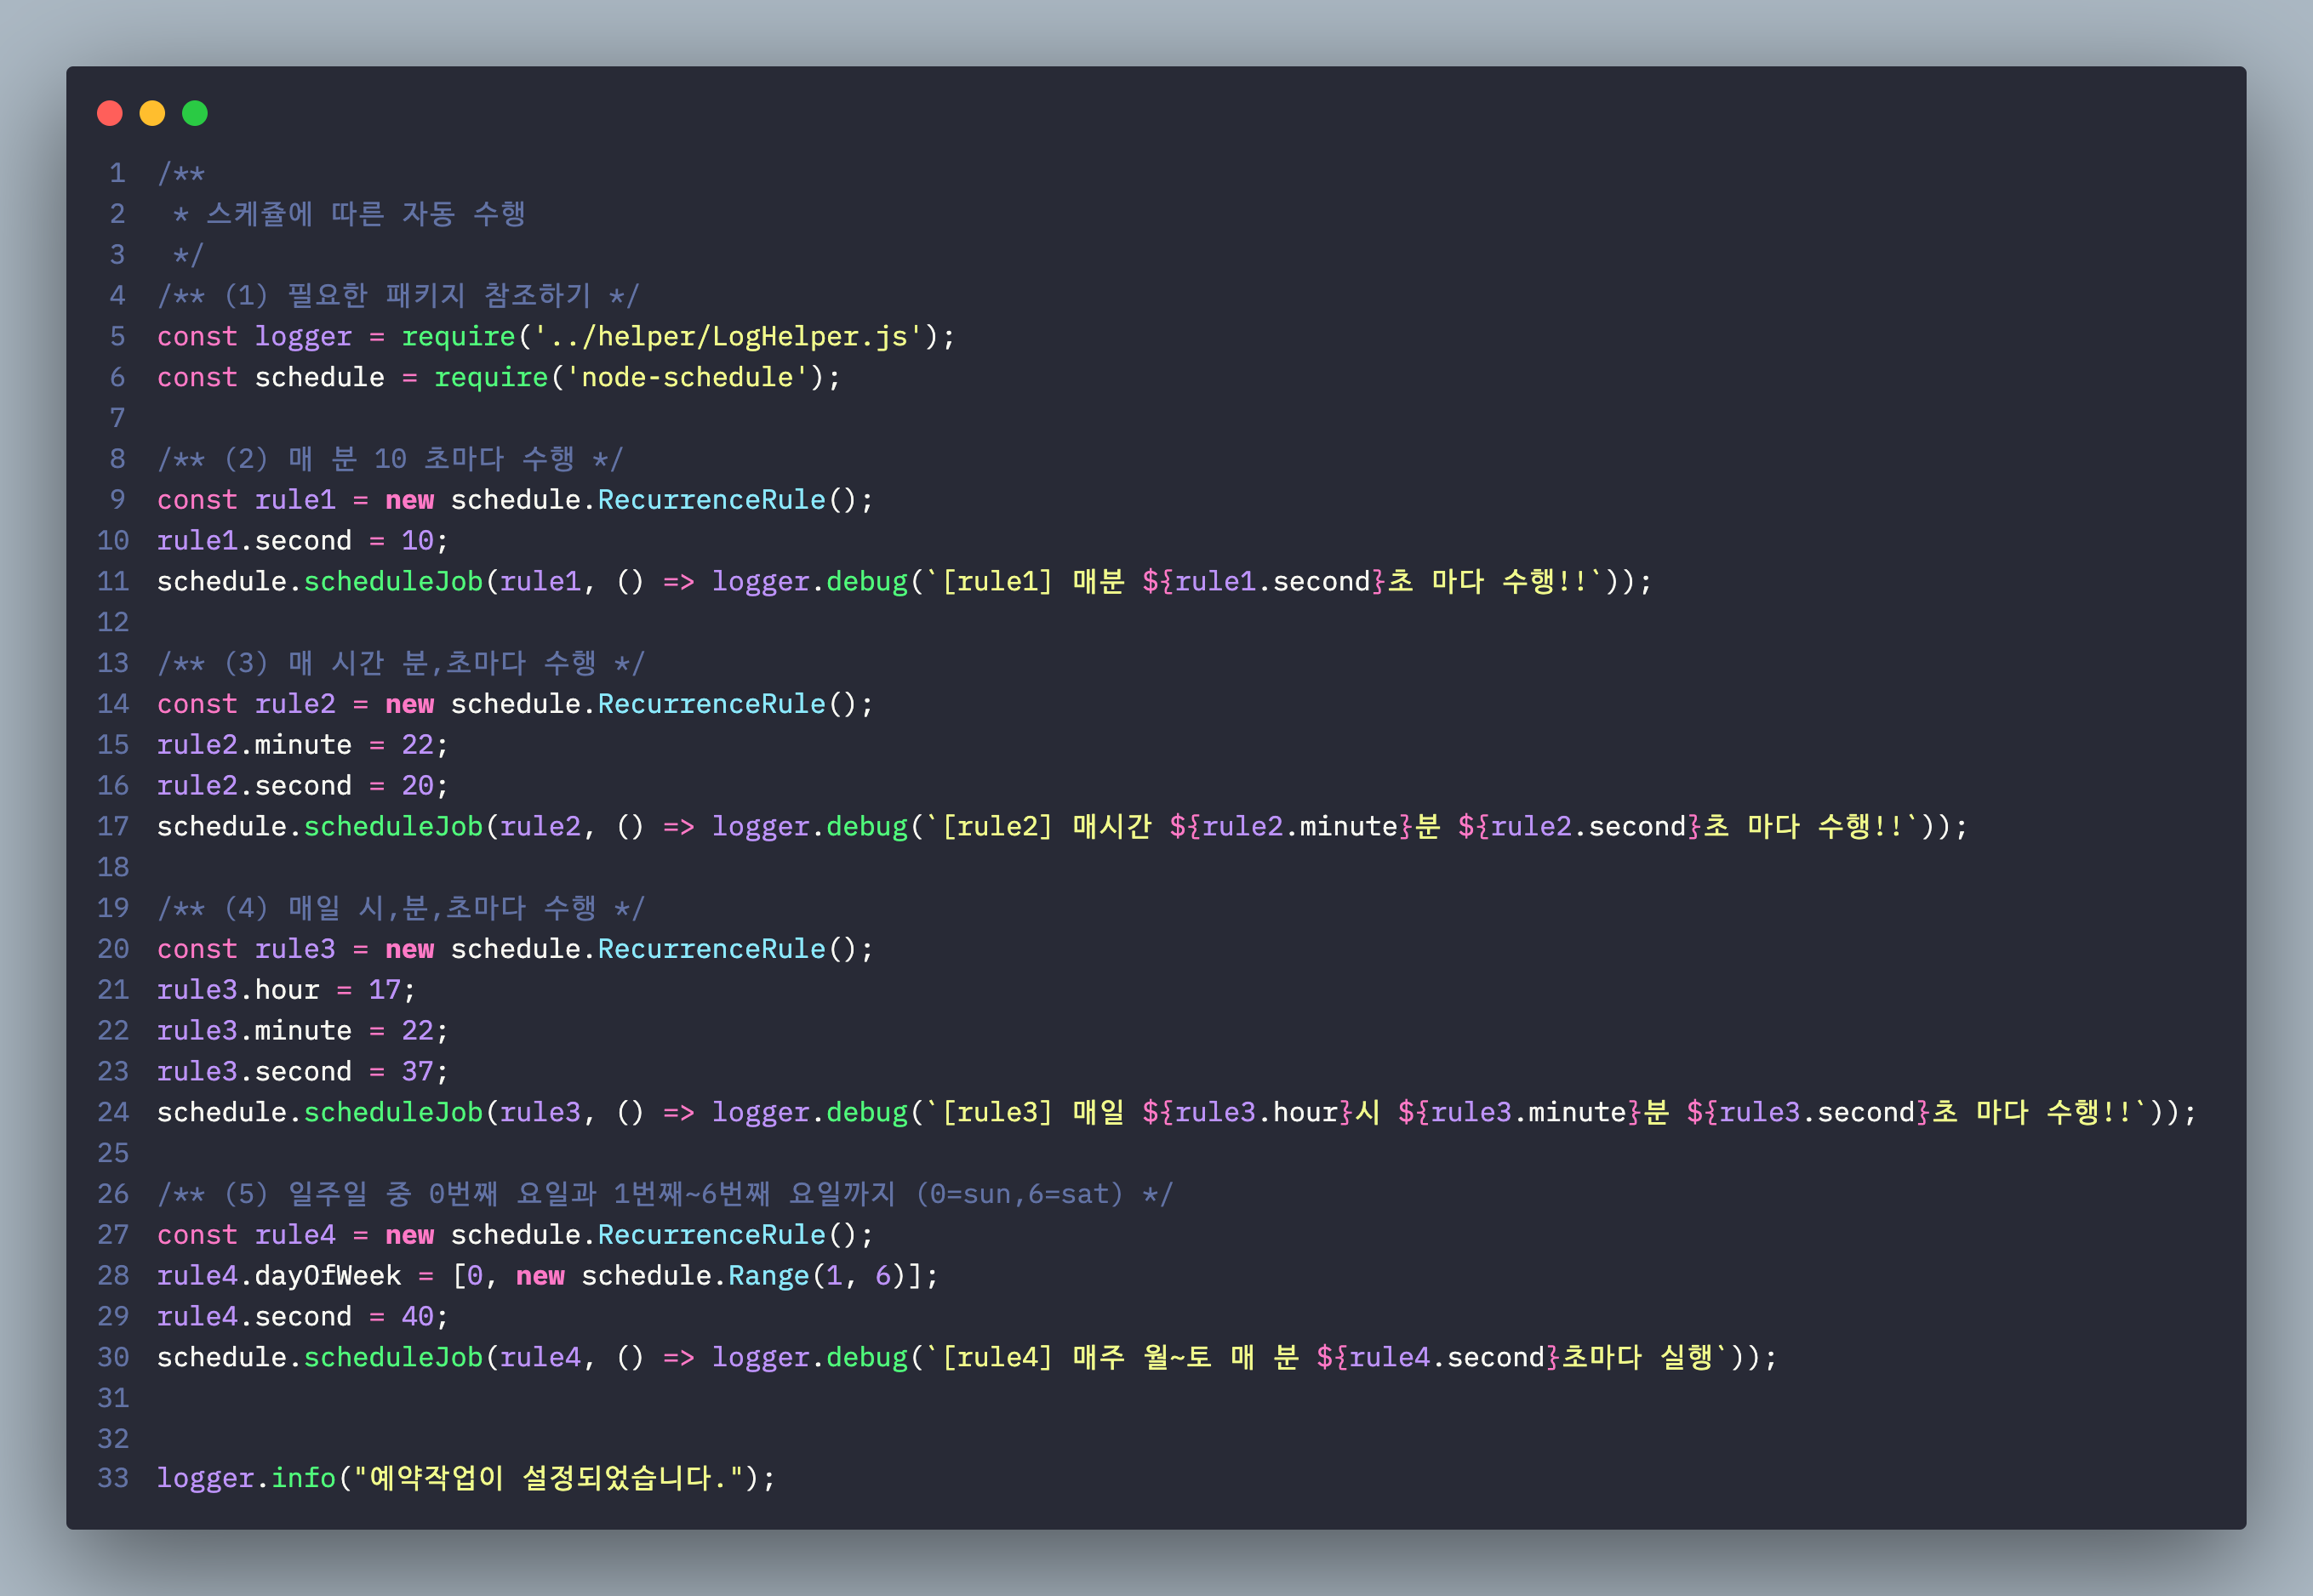 1 /**
2  * 스케쥴에 따른 자동 수행
3  */
4 /** (1) 필요한 패키지 참조하기 */
5 const logger = require('../helper/LogHelper.js');
6 const schedule = require('node-schedule');
7
8 /** (2) 매 분 10 초마다 수행 */
9 const rule1 = new schedule.RecurrenceRule();
10 rule1.second = 10;
11 schedule.scheduleJob(rule1, () => logger.debug(`[rule1] 매분 ${rule1.second}초 마다 수행!!`));
12
13 /** (3) 매 시간 분,초마다 수행 */
14 const rule2 = new schedule.RecurrenceRule();
15 rule2.minute = 22;
16 rule2.second = 20;
17 schedule.scheduleJob(rule2, () => logger.debug(`[rule2] 매시간 ${rule2.minute}분 ${rule2.second}초 마다 수행!!`));
18
19 /** (4) 매일 시,분,초마다 수행 */
20 const rule3 = new schedule.RecurrenceRule();
21 rule3.hour = 17;
22 rule3.minute = 22;
23 rule3.second = 37;
24 schedule.scheduleJob(rule3, () => logger.debug(`[rule3] 매일 ${rule3.hour}시 ${rule3.minute}분 ${rule3.second}초 마다 수행!!`));
25
26 /** (5) 일주일 중 0번째 요일과 1번째~6번째 요일까지 (0=sun,6=sat) */
27 const rule4 = new schedule.RecurrenceRule();
28 rule4.dayOfWeek = [0, new schedule.Range(1, 6)];
29 rule4.second = 40;
30 schedule.scheduleJob(rule4, () => logger.debug(`[rule4] 매주 월~토 매 분 ${rule4.second}초마다 실행`));
31
32
33 logger.info("예약작업이 설정되었습니다.");